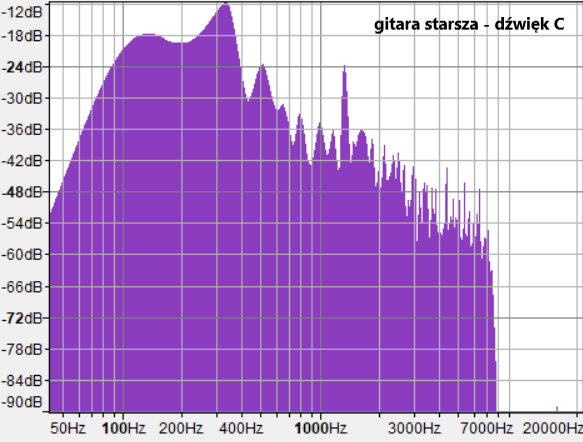 gitara starsza - dźwięk C
-12dB
-18dB
-24dB
-30dB
-36dB
-42dB
-48dB
-54dB
-60dB
-66dB
-72dB
-78dB
-84dB
-90dB
50Hz 100Hz 200Hz 400Hz 1000Hz 3000Hz 7000Hz 20000Hz